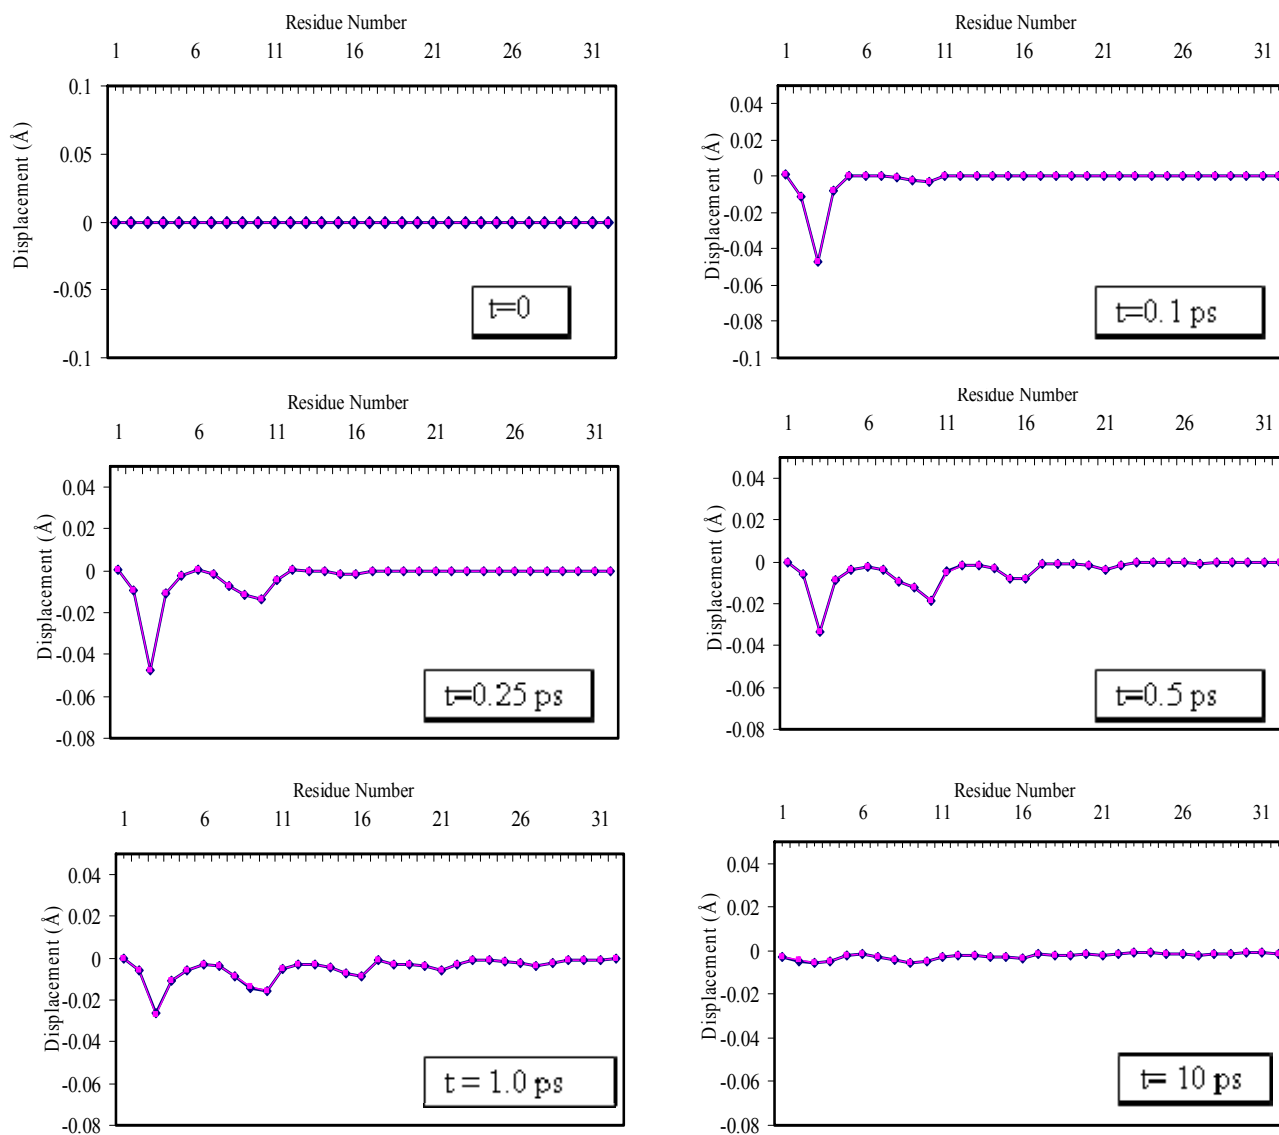 Residue Number
1 6 11 16 21 26 31
Displacement (Å)
0.1
0.05
0
-0.05
-0.1
t=0
Residue Number
1 6 11 16 21 26 31
Displacement (Å)
0.04
0.02
0
-0.02
-0.04
-0.06
-0.08
-0.1
t=0.1 ps
Residue Number
1 6 11 16 21 26 31
Displacement (Å)
0.04
0.02
0
-0.02
-0.04
-0.06
-0.08
t=0.25 ps
Residue Number
1 6 11 16 21 26 31
Displacement (Å)
0.04
0.02
0
-0.02
-0.04
-0.06
-0.08
t=0.5 ps
Residue Number
1 6 11 16 21 26 31
Displacement (Å)
0.04
0.02
0
-0.02
-0.04
-0.06
-0.08
t = 1.0 ps
Residue Number
1 6 11 16 21 26 31
Displacement (Å)
0.04
0.02
0
-0.02
-0.04
-0.06
-0.08
t= 10 ps